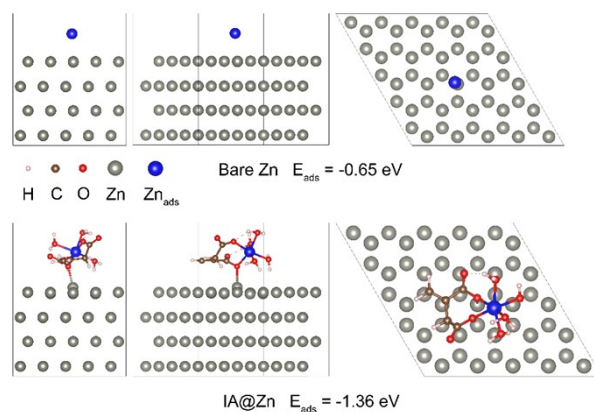 Bare Zn E_ads = -0.65 eV
H C O Zn Zn_ads
IA@Zn E_ads = -1.36 eV